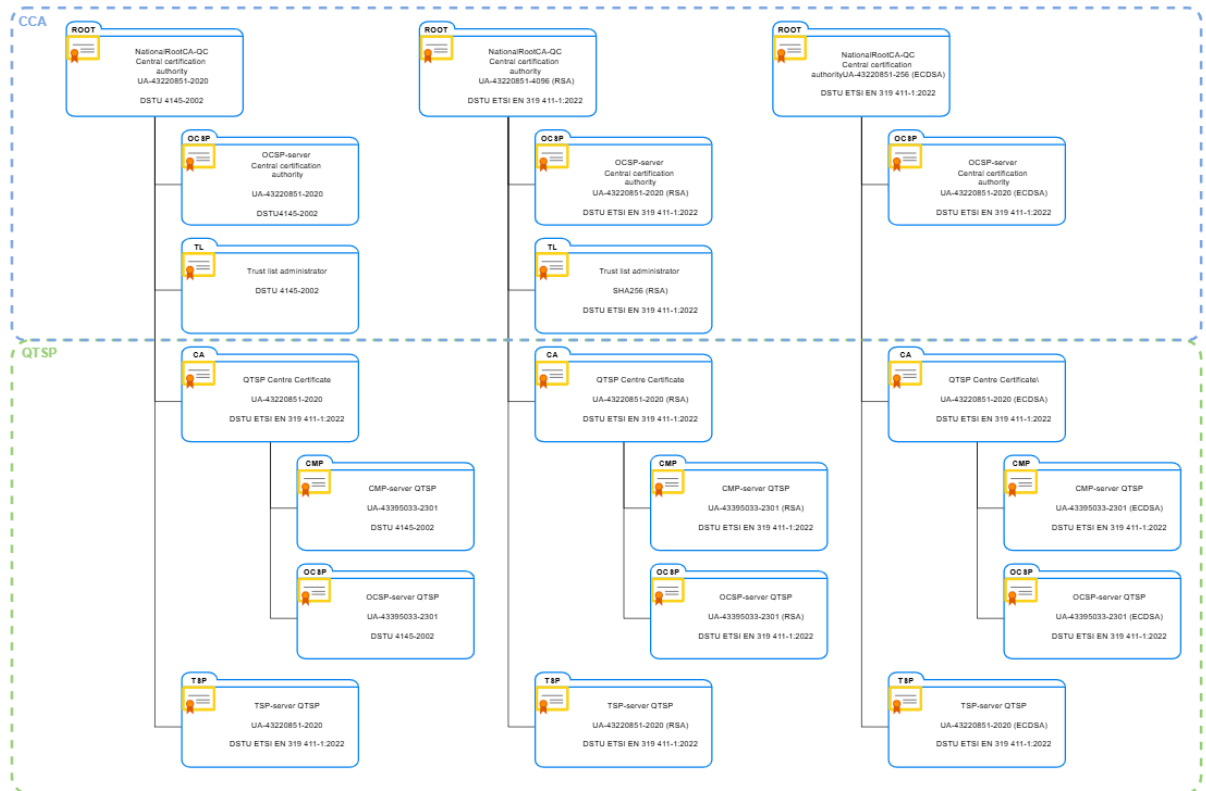 CCA
ROOT
NationalRootCA-QC
Central certification
authority
UA-43220851-2020
DSTU 4145-2002
OCSP
OCSP-server
Central certification
authority
UA-43220851-2020
DSTU4145-2002
TL
Trust list administrator
DSTU 4145-2002
ROOT
NationalRootCA-QC
Central certification
authority
UA-43220851-4096 (RSA)
DSTU ETSI EN 319 411-1:2022
OCSP
OCSP-server
Central certification
authority
UA-43220851-2020 (RSA)
DSTU ETSI EN 319 411-1:2022
TL
Trust list administrator
SHA256 (RSA)
DSTU ETSI EN 319 411-1:2022
ROOT
NationalRootCA-QC
Central certification
authorityUA-43220851-256 (ECDSA)
DSTU ETSI EN 319 411-1:2022
OCSP
OCSP-server
Central certification
authority
UA-43220851-2020 (ECDSA)
DSTU ETSI EN 319 411-1:2022
QTSP
CA
QTSP Centre Certificate
UA-43220851-2020
DSTU ETSI EN 319 411-1:2022
CMP
CMP-server QTSP
UA-43395033-2301
DSTU 4145-2002
OCSP
OCSP-server QTSP
UA-43395033-2301
DSTU 4145-2002
TSP
TSP-server QTSP
UA-43220851-2020
DSTU ETSI EN 319 411-1:2022
CA
QTSP Centre Certificate
UA-43220851-2020 (RSA)
DSTU ETSI EN 319 411-1:2022
CMP
CMP-server QTSP
UA-43395033-2301 (RSA)
DSTU ETSI EN 319 411-1:2022
OCSP
OCSP-server QTSP
UA-43395033-2301 (RSA)
DSTU ETSI EN 319 411-1:2022
TSP
TSP-server QTSP
UA-43220851-2020 (RSA)
DSTU ETSI EN 319 411-1:2022
CA
QTSP Centre Certificate\
UA-43220851-2020 (ECDSA)
DSTU ETSI EN 319 411-1:2022
CMP
CMP-server QTSP
UA-43395033-2301 (ECDSA)
DSTU ETSI EN 319 411-1:2022
OCSP
OCSP-server QTSP
UA-43395033-2301 (ECDSA)
DSTU ETSI EN 319 411-1:2022
TSP
TSP-server QTSP
UA-43220851-2020 (ECDSA)
DSTU ETSI EN 319 411-1:2022